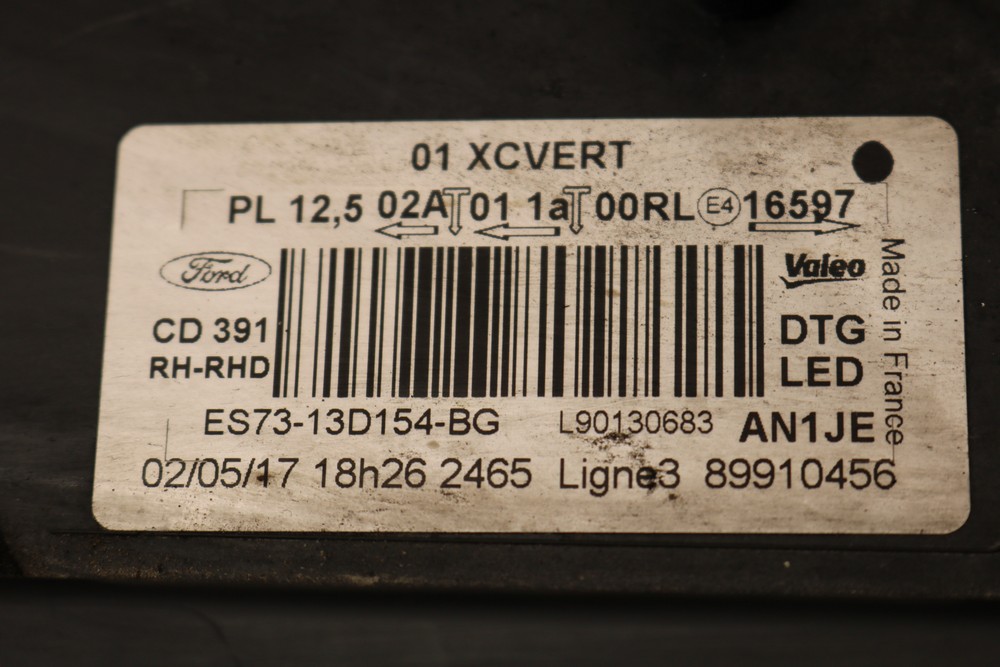 01 XCVERT
PL 12,5 02A 01 1a 00RL E4 16597
Ford
Valeo
CD 391
RH-RHD
DTG
LED
Made in France
ES73-13D154-BG L90130683 AN1JE
02/05/17 18h26 2465 Ligne3 89910456